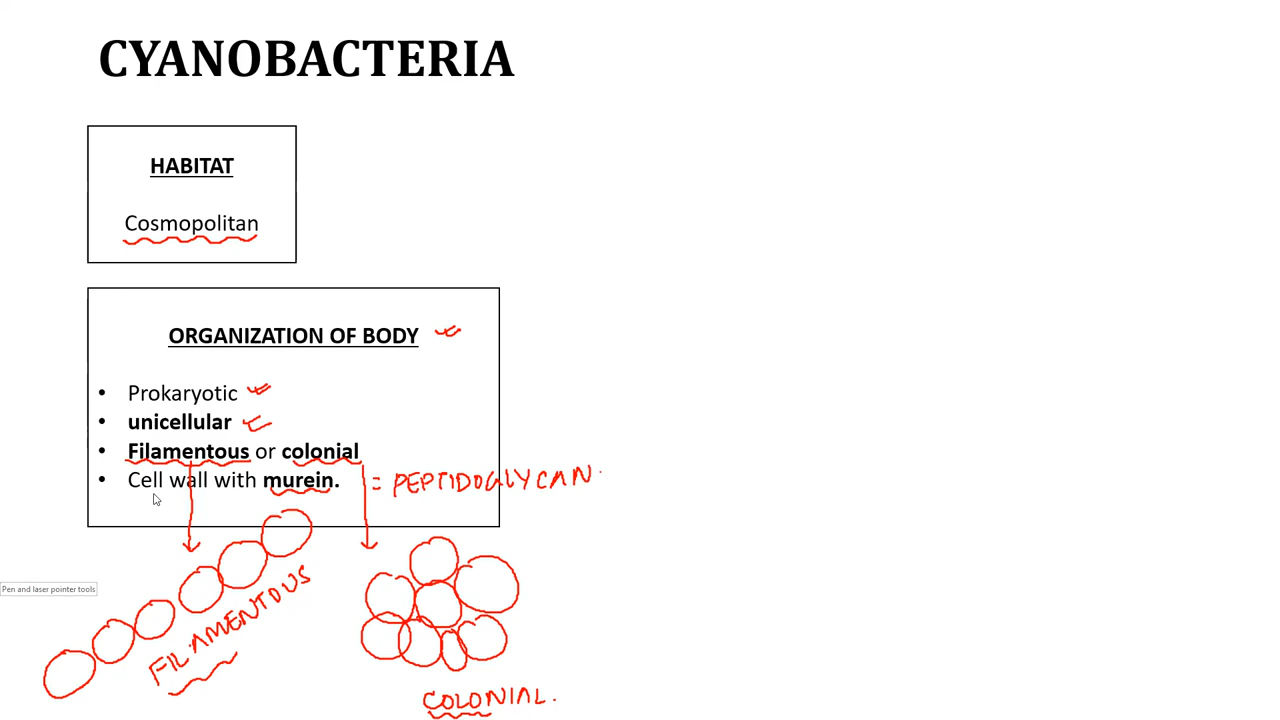 CYANOBACTERIA
HABITAT
Cosmopolitan
ORGANIZATION OF BODY
• Prokaryotic
• unicellular
• Filamentous or colonial
• Cell wall with murein. = PEPTIDOGLYCAN.
Pen and laser pointer tools
FILAMENTOUS
COLONIAL.